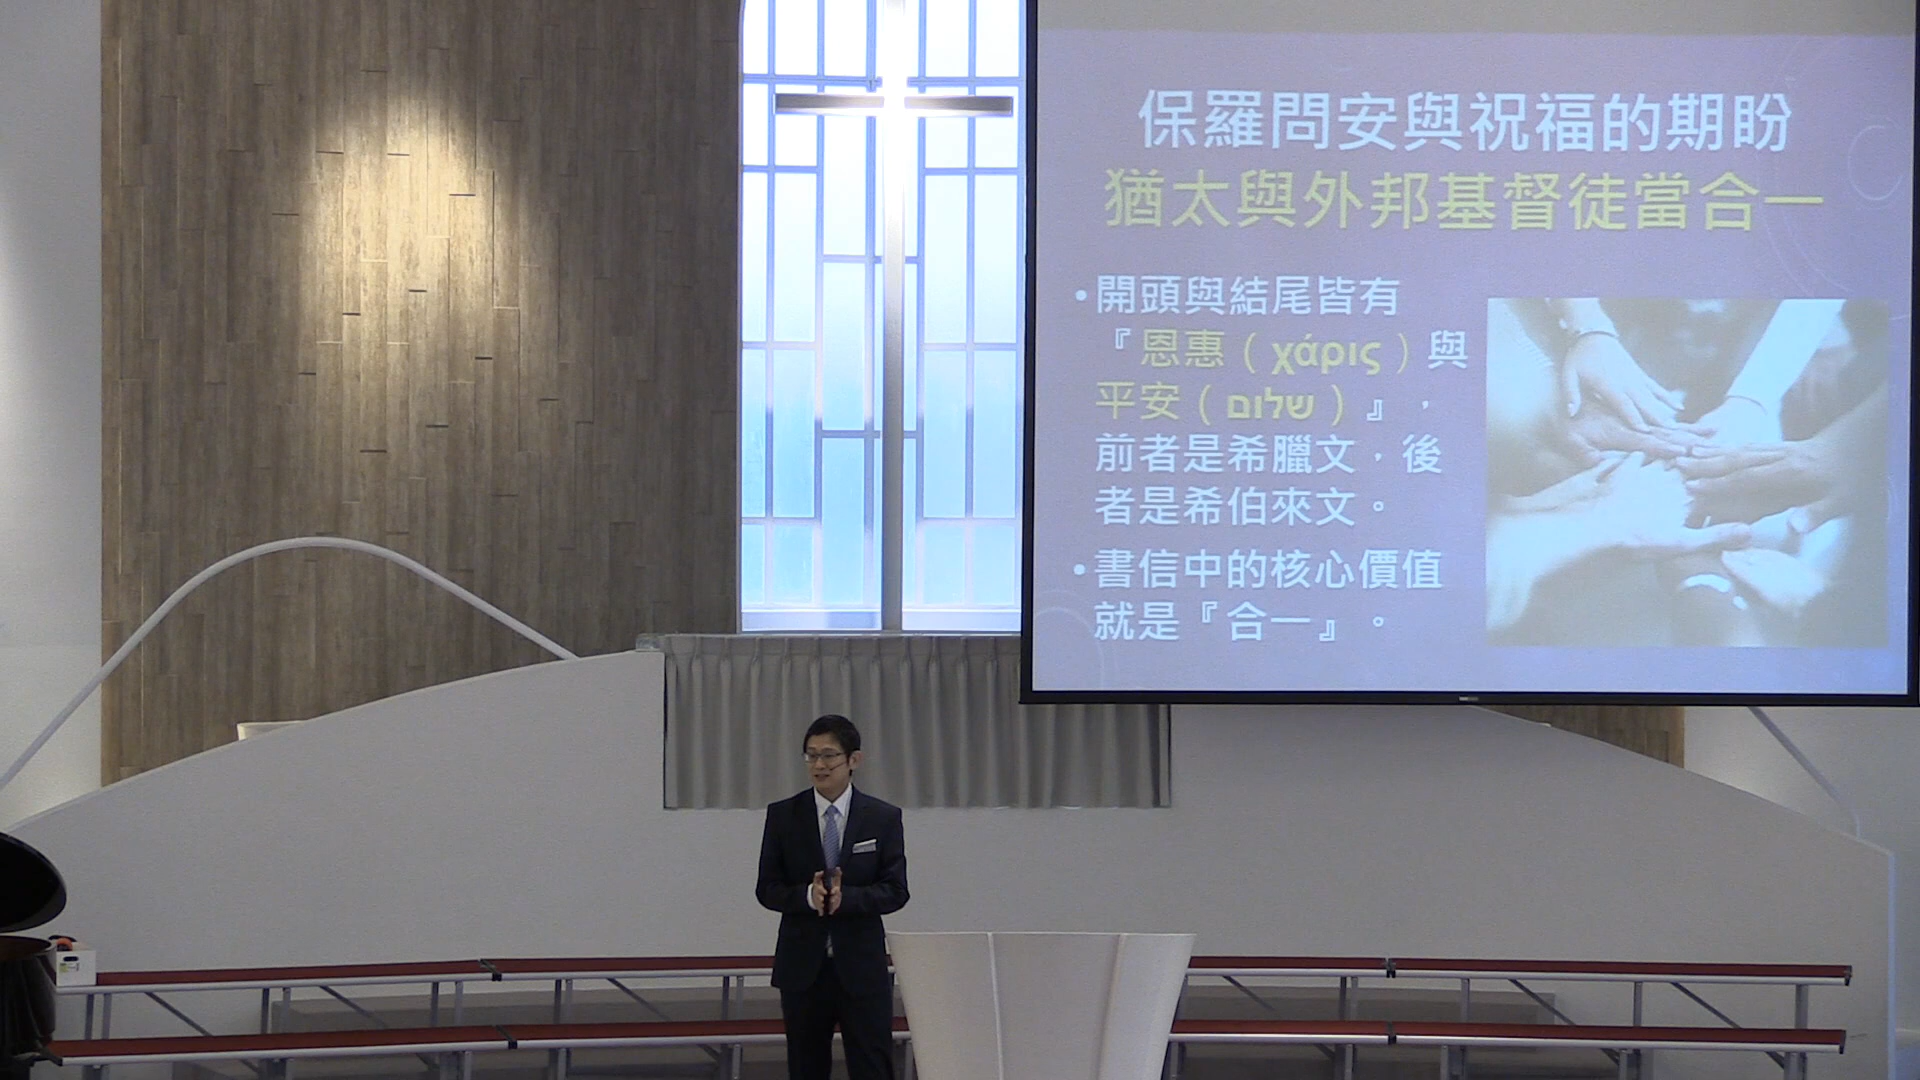 保羅問安與祝福的期盼
猶太與外邦基督徒當合一
•開頭與結尾皆有
『恩惠（χάρις）與
平安（שלום）』，
前者是希臘文，後
者是希伯來文。
•書信中的核心價值
就是『合一』。